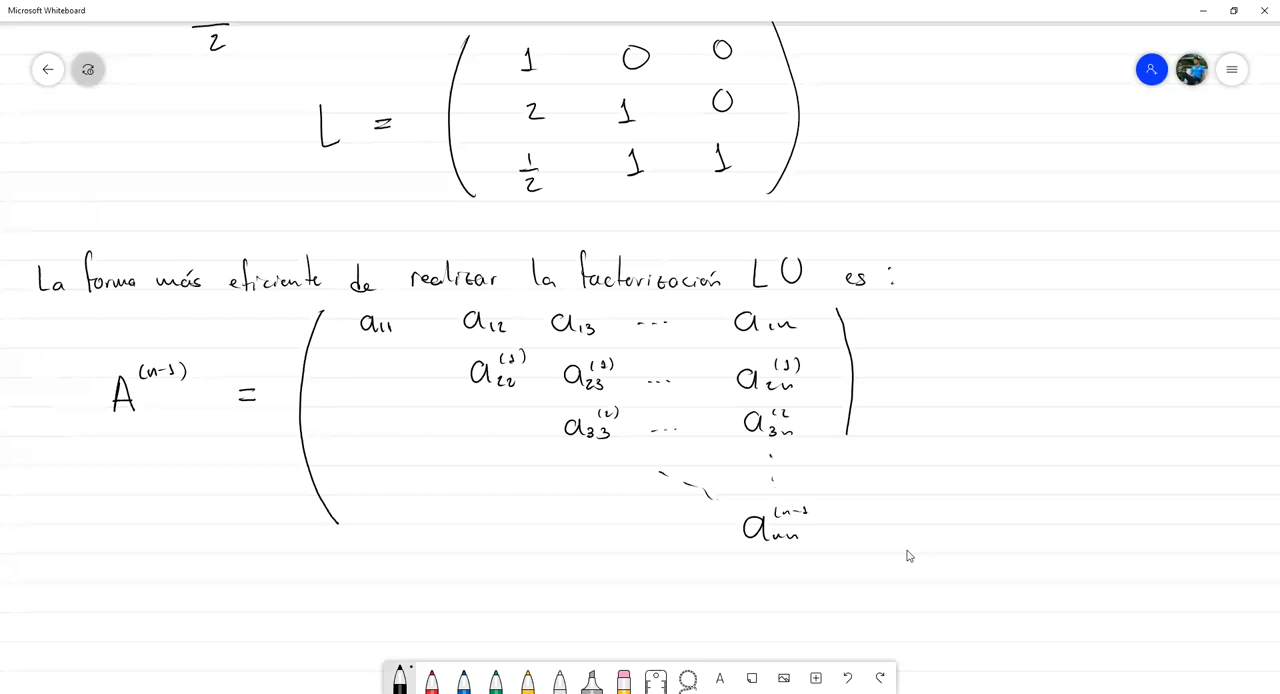 Microsoft Whiteboard
2
1 0 0
L = 2 1 0
1/2 1 1
La forma más eficiente de realizar la factorización LU es:
a11 a12 a13 ... a1n
A^(n-1) = a22^(1) a23^(1) ... a2n^(1)
a33^(2) ... a3n^(2
ann^(n-1
A